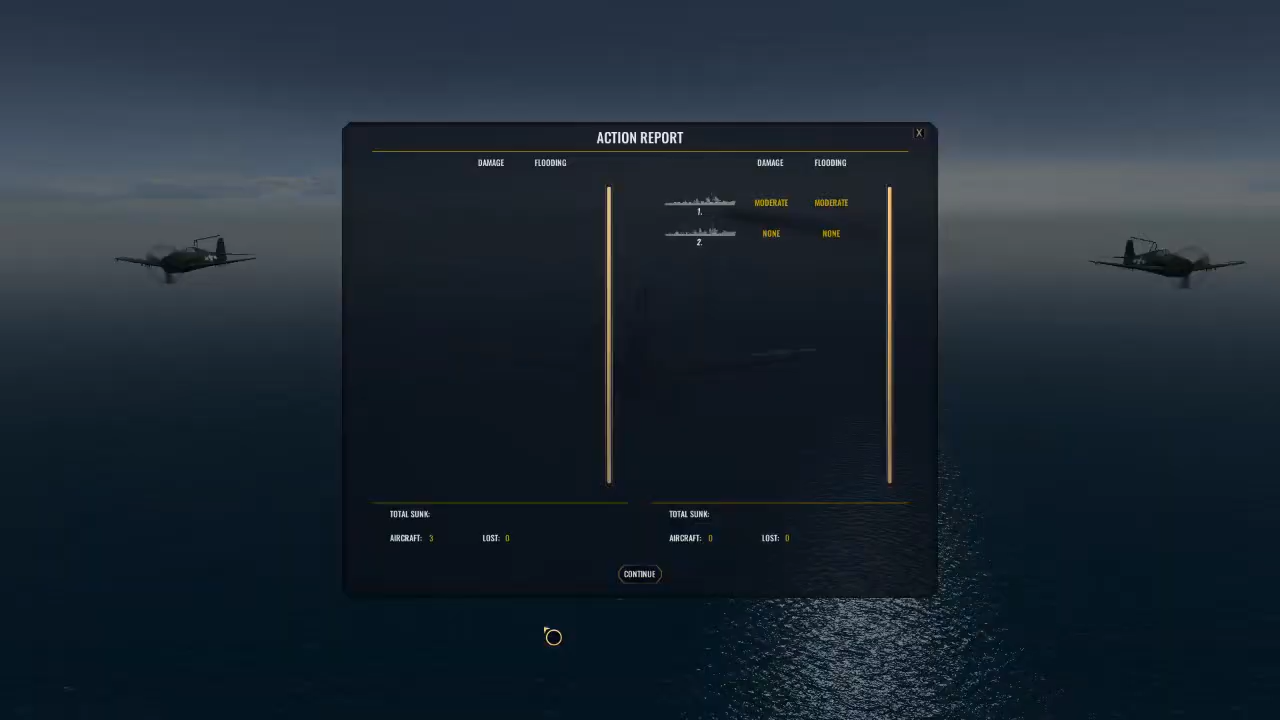 ACTION REPORT
X
DAMAGE FLOODING
DAMAGE FLOODING
1. MODERATE MODERATE
2. NONE NONE
TOTAL SUNK:
AIRCRAFT: 3 LOST: 0
TOTAL SUNK:
AIRCRAFT: 0 LOST: 0
CONTINUE